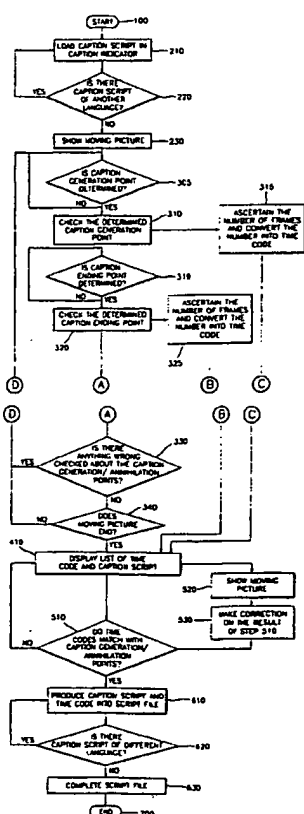 START
100
LOAD CAPTION SCRIPT IN
CAPTION INDICATOR
210
YES
IS THERE
CAPTION SCRIPT
OF ANOTHER
LANGUAGE?
220
NO
SHOW MOVING PICTURE
230
IS CAPTION
GENERATION POINT
DETERMINED?
305
NO
YES
CHECK THE DETERMINED
CAPTION GENERATION
POINT
310
315
ASCERTAIN THE
NUMBER OF FRAMES
AND CONVERT THE
NUMBER INTO TIME
CODE
IS CAPTION
ENDING POINT
DETERMINED?
319
NO
YES
CHECK THE DETERMINED
CAPTION ENDING POINT
320
ASCERTAIN THE
NUMBER OF FRAMES
AND CONVERT THE
NUMBER INTO TIME
CODE
325
D
A
B
C
D
A
B
C
IS THERE
ANYTHING WRONG
CHECKED ABOUT THE CAPTION
GENERATION/ ANNIHILATION
POINTS?
330
YES
NO
DOES
MOVING PICTURE
END?
340
NO
YES
410
DISPLAY LIST OF TIME
CODE AND CAPTION SCRIPT
SHOW MOVING
PICTURE
520
510
DO TIME
CODES MATCH WITH
CAPTION GENERATION/
ANNIHILATION
POINTS?
NO
530
MAKE CORRECTION
ON THE RESULT
OF STEP 510
YES
PRODUCE CAPTION SCRIPT AND
TIME CODE INTO SCRIPT FILE
610
YES
IS THERE
CAPTION SCRIPT OF DIFFERENT
LANGUAGE?
620
NO
COMPLETE SCRIPT FILE
630
END
700